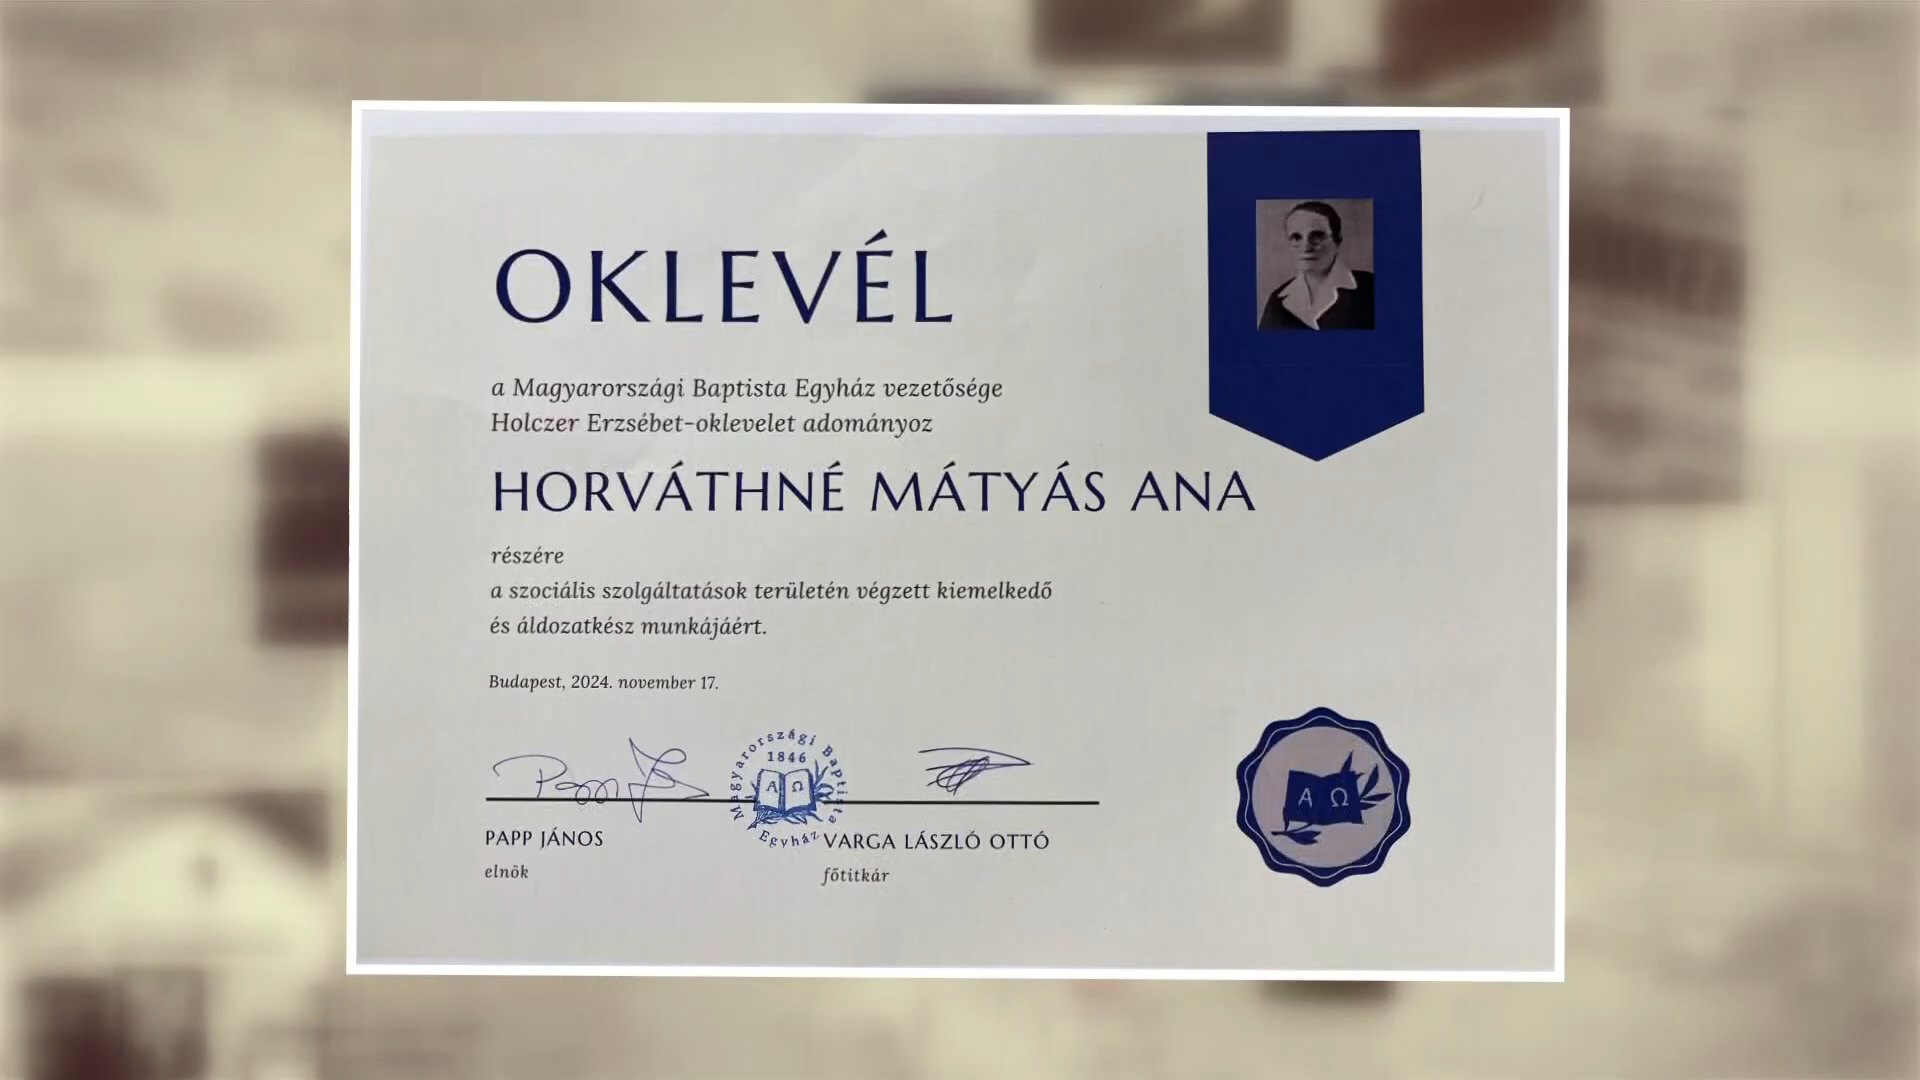 OKLEVÉL
a Magyarországi Baptista Egyház vezetősége
Holczer Erzsébet-oklevelet adományoz
HORVÁTHNÉ MÁTYÁS ANA
részére
a szociális szolgáltatások területén végzett kiemelkedő
és áldozatkész munkájáért.
Budapest, 2024. november 17.
Papp J
Magyarországi Baptista Egyház
1846
Α Ω
PAPP JÁNOS
elnök
VARGA LÁSZLÓ OTTÓ
főtitkár
Α Ω